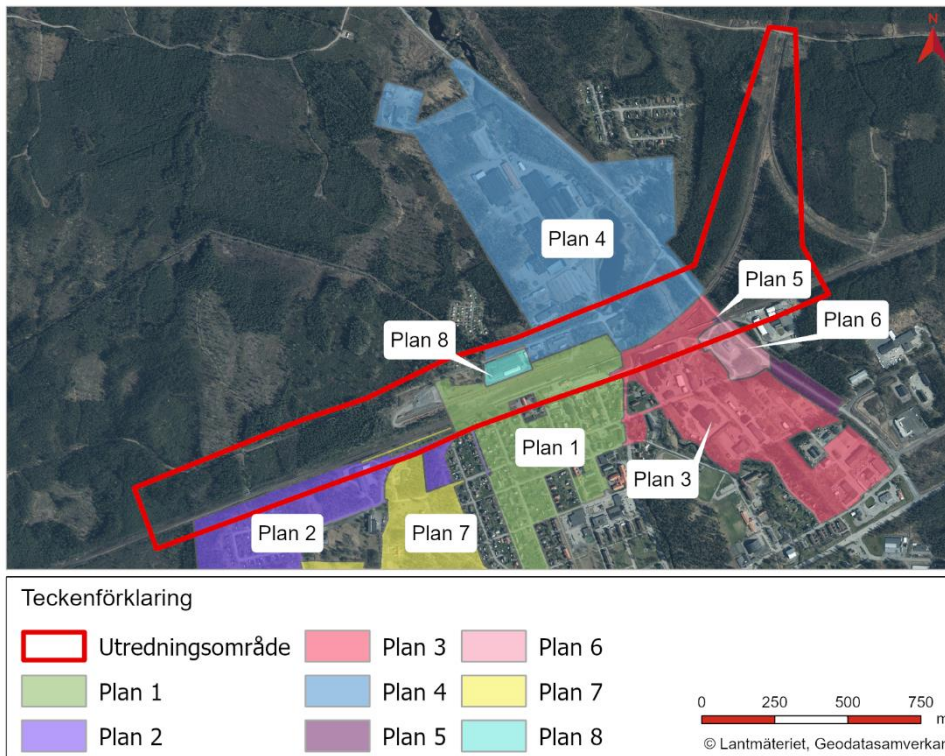 N
Plan 4
Plan 5
Plan 6
Plan 8
Plan 1
Plan 3
Plan 2
Plan 7
Teckenförklaring
Utredningsområde
Plan 1
Plan 2
Plan 3
Plan 4
Plan 5
Plan 6
Plan 7
Plan 8
0 250 500 750
m
© Lantmäteriet, Geodatasamverkan